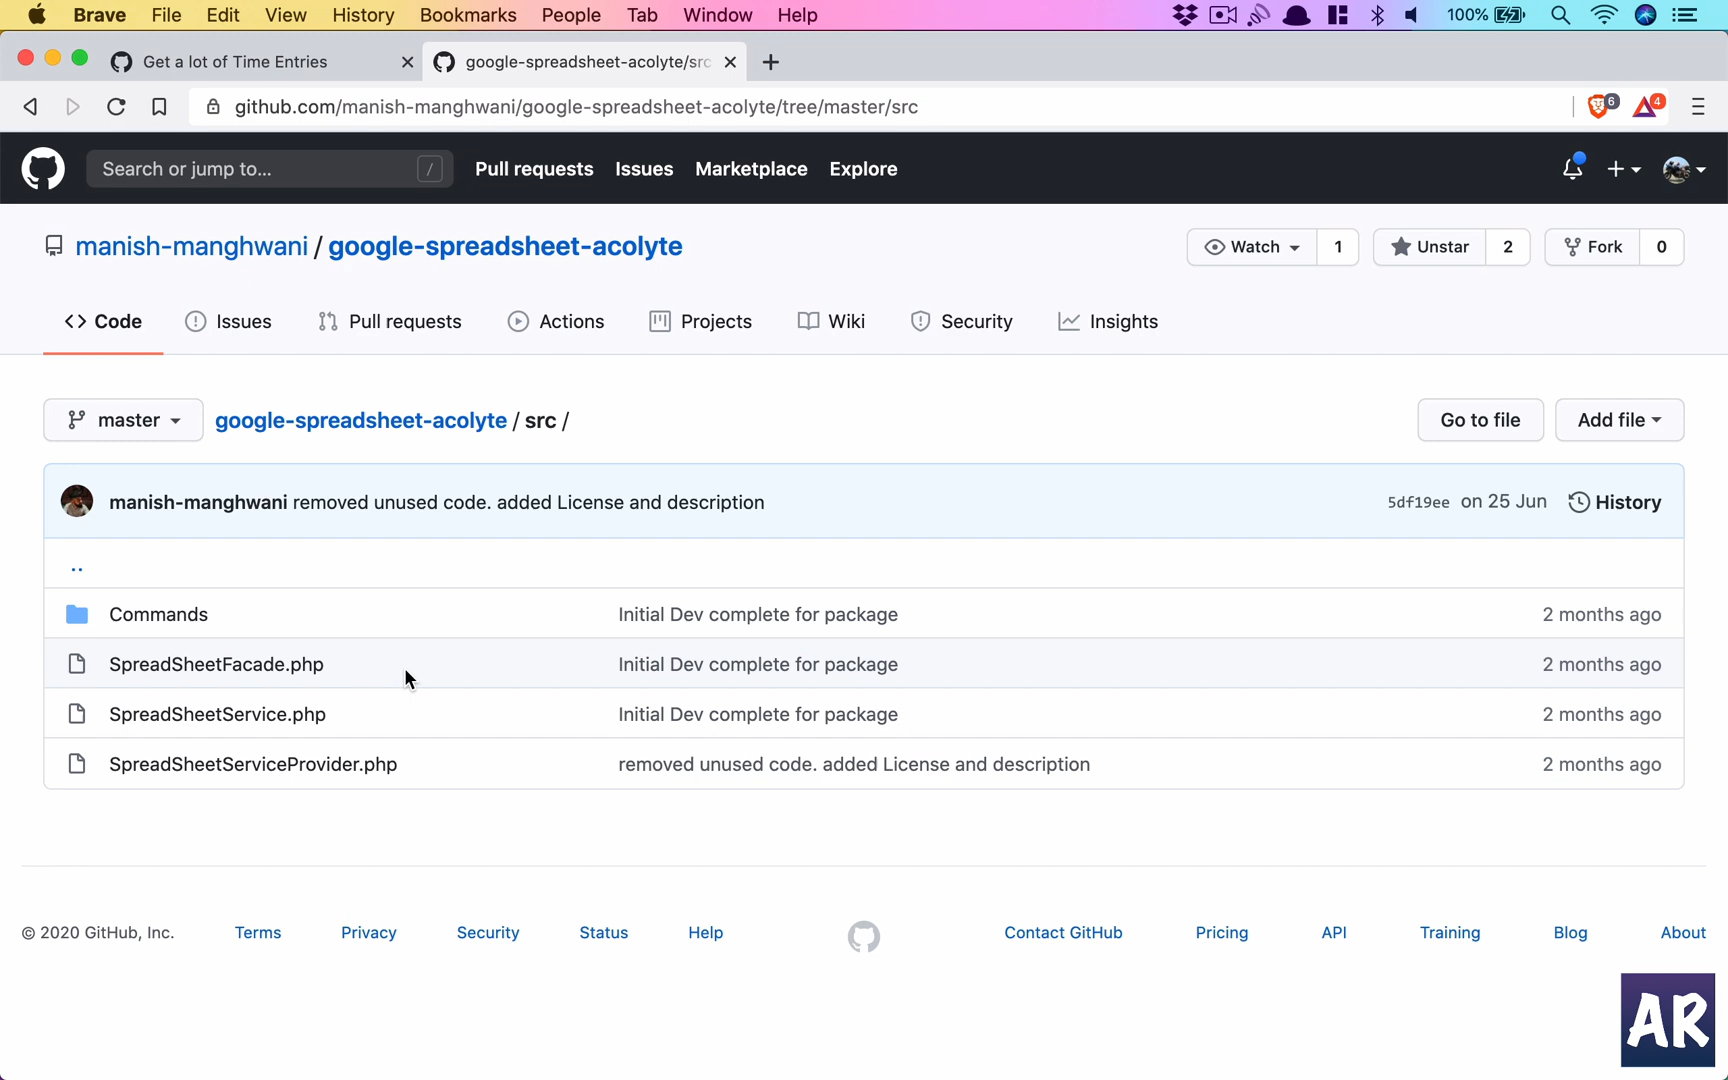 Brave File Edit View History Bookmarks People Tab Window Help 100%
Get a lot of Time Entries google-spreadsheet-acolyte/src
github.com/manish-manghwani/google-spreadsheet-acolyte/tree/master/src 6 4
Search or jump to... / Pull requests Issues Marketplace Explore
manish-manghwani / google-spreadsheet-acolyte Watch 1 Unstar 2 Fork 0
Code Issues Pull requests Actions Projects Wiki Security Insights
master google-spreadsheet-acolyte / src / Go to file Add file
manish-manghwani removed unused code. added License and description 5df19ee on 25 Jun History
..
Commands Initial Dev complete for package 2 months ago
SpreadSheetFacade.php Initial Dev complete for package 2 months ago
SpreadSheetService.php Initial Dev complete for package 2 months ago
SpreadSheetServiceProvider.php removed unused code. added License and description 2 months ago
© 2020 GitHub, Inc. Terms Privacy Security Status Help Contact GitHub Pricing API Training Blog About
AR